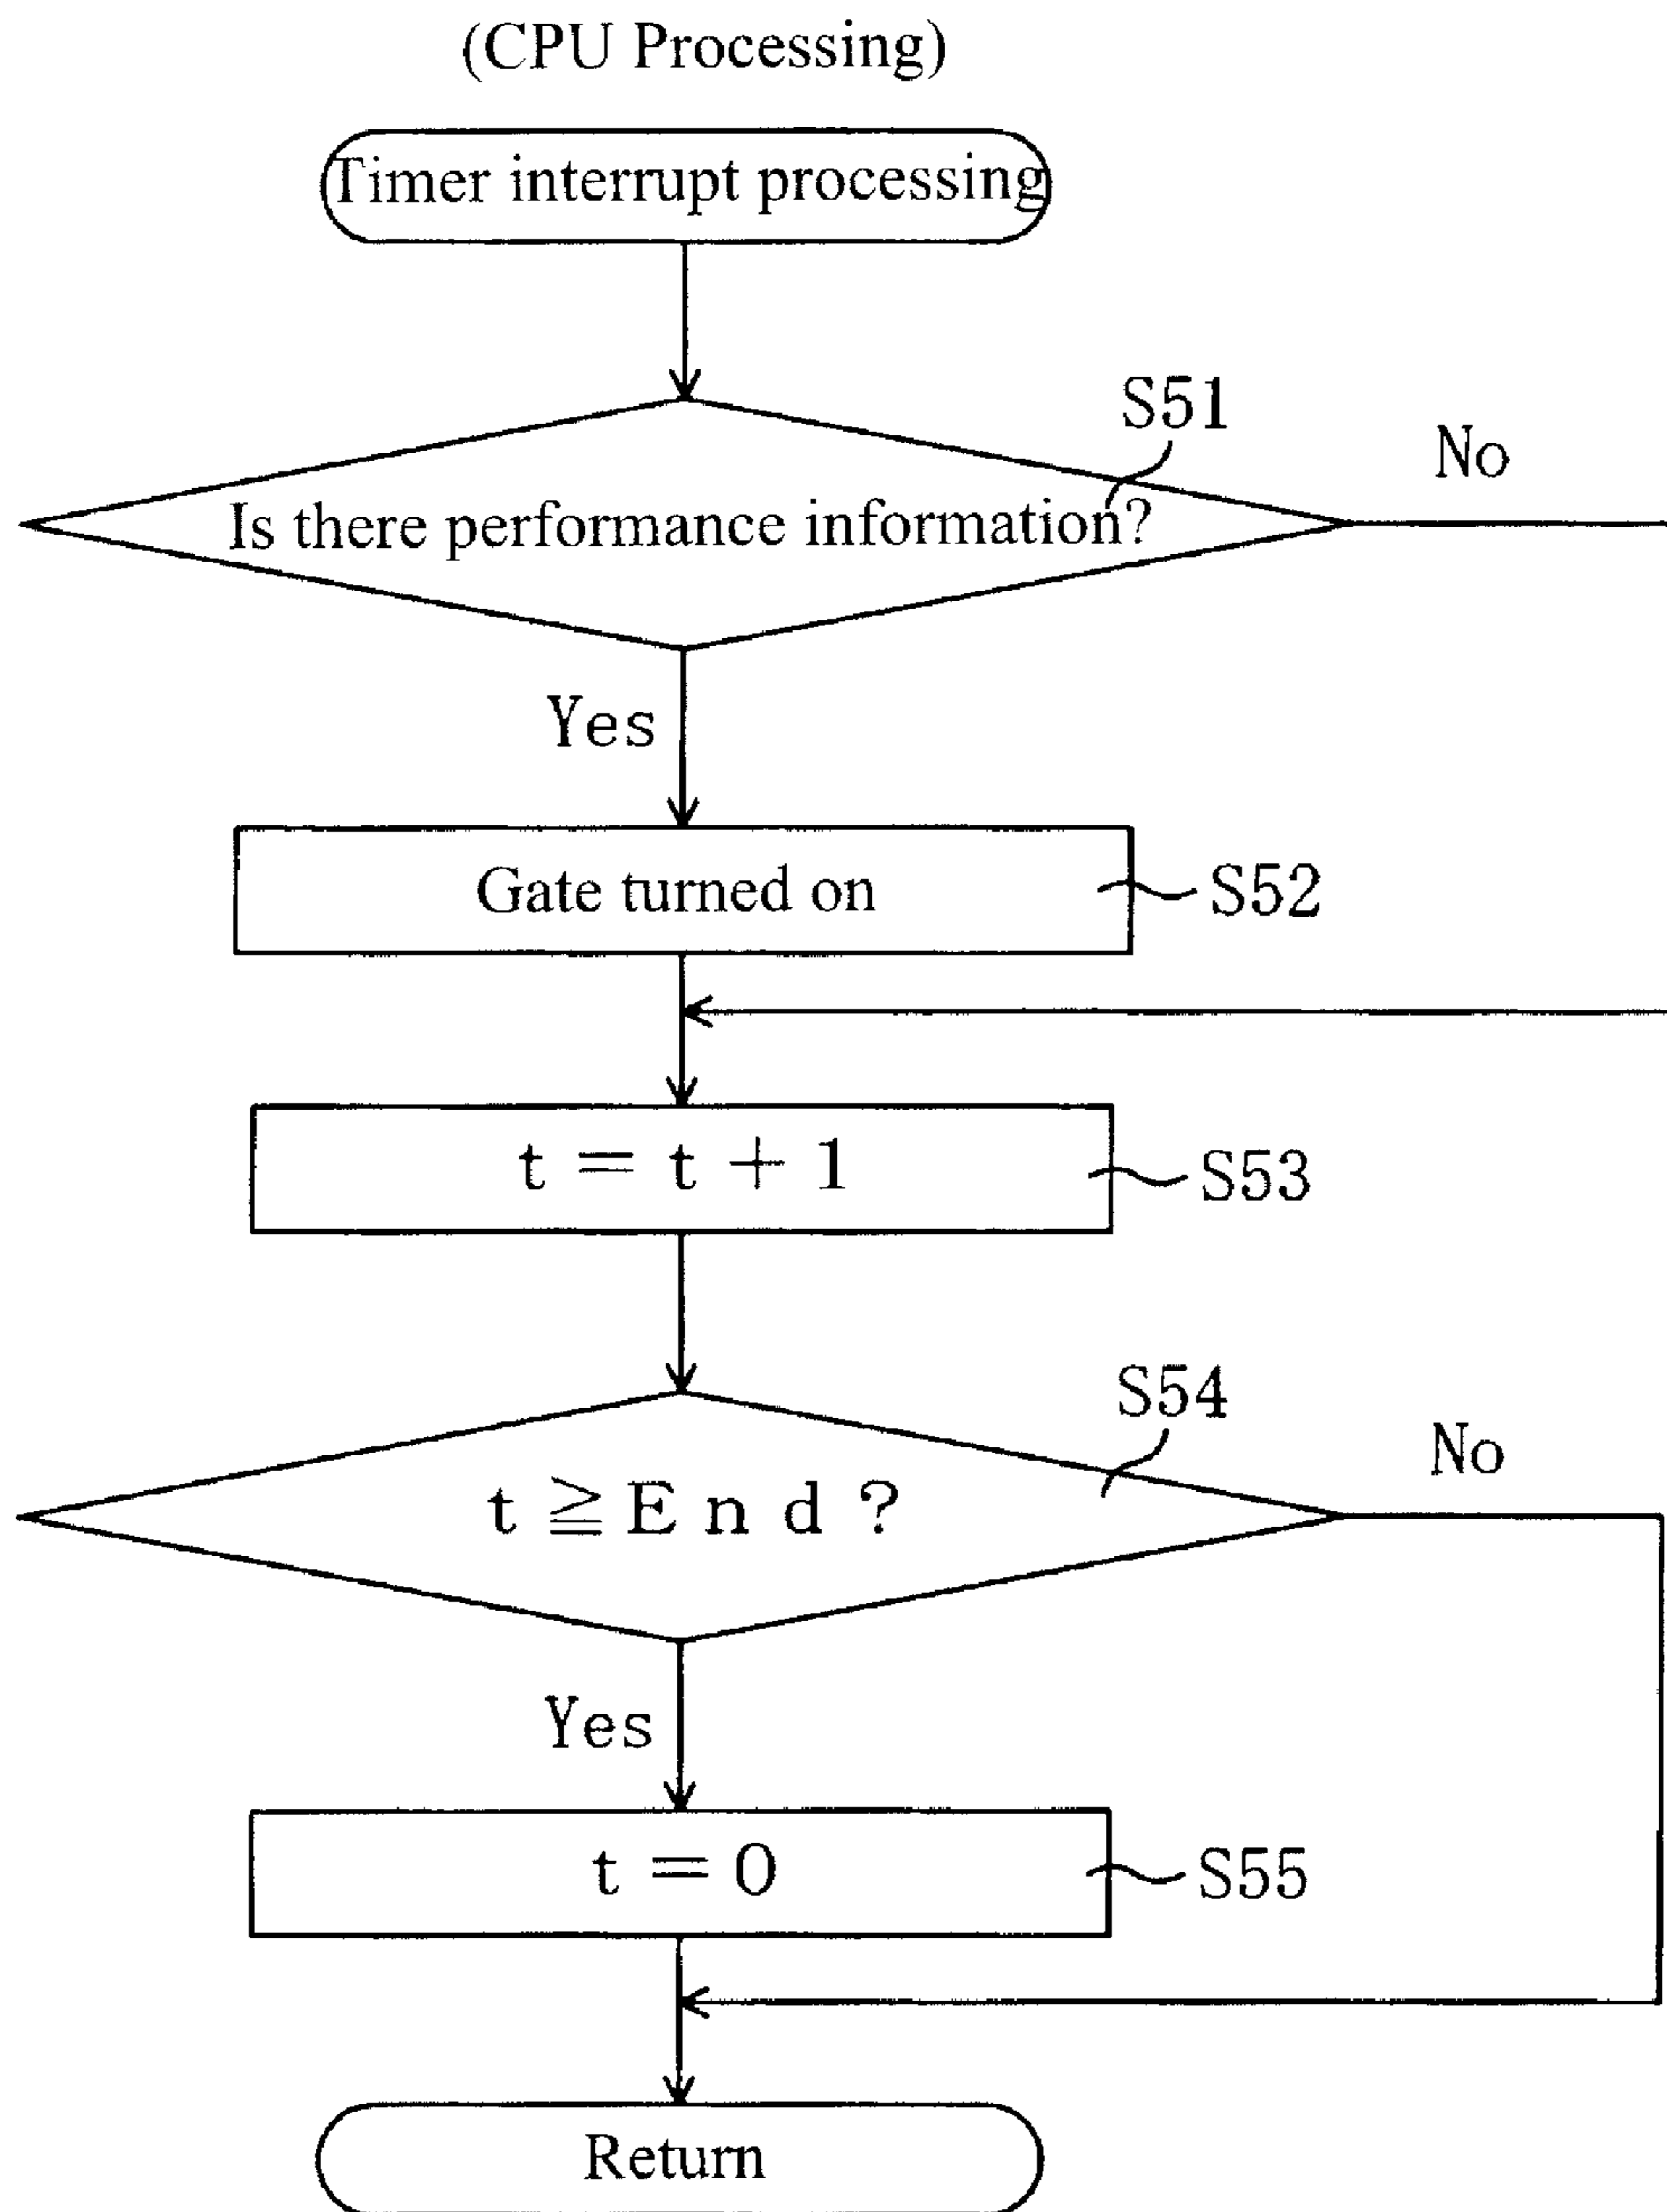 (CPU Processing)
Timer interrupt processing
S51
No
Is there performance information?
Yes
Gate turned on
S52
t = t + 1
S53
S54
No
t ≧ E n d ?
Yes
t = 0
S55
Return